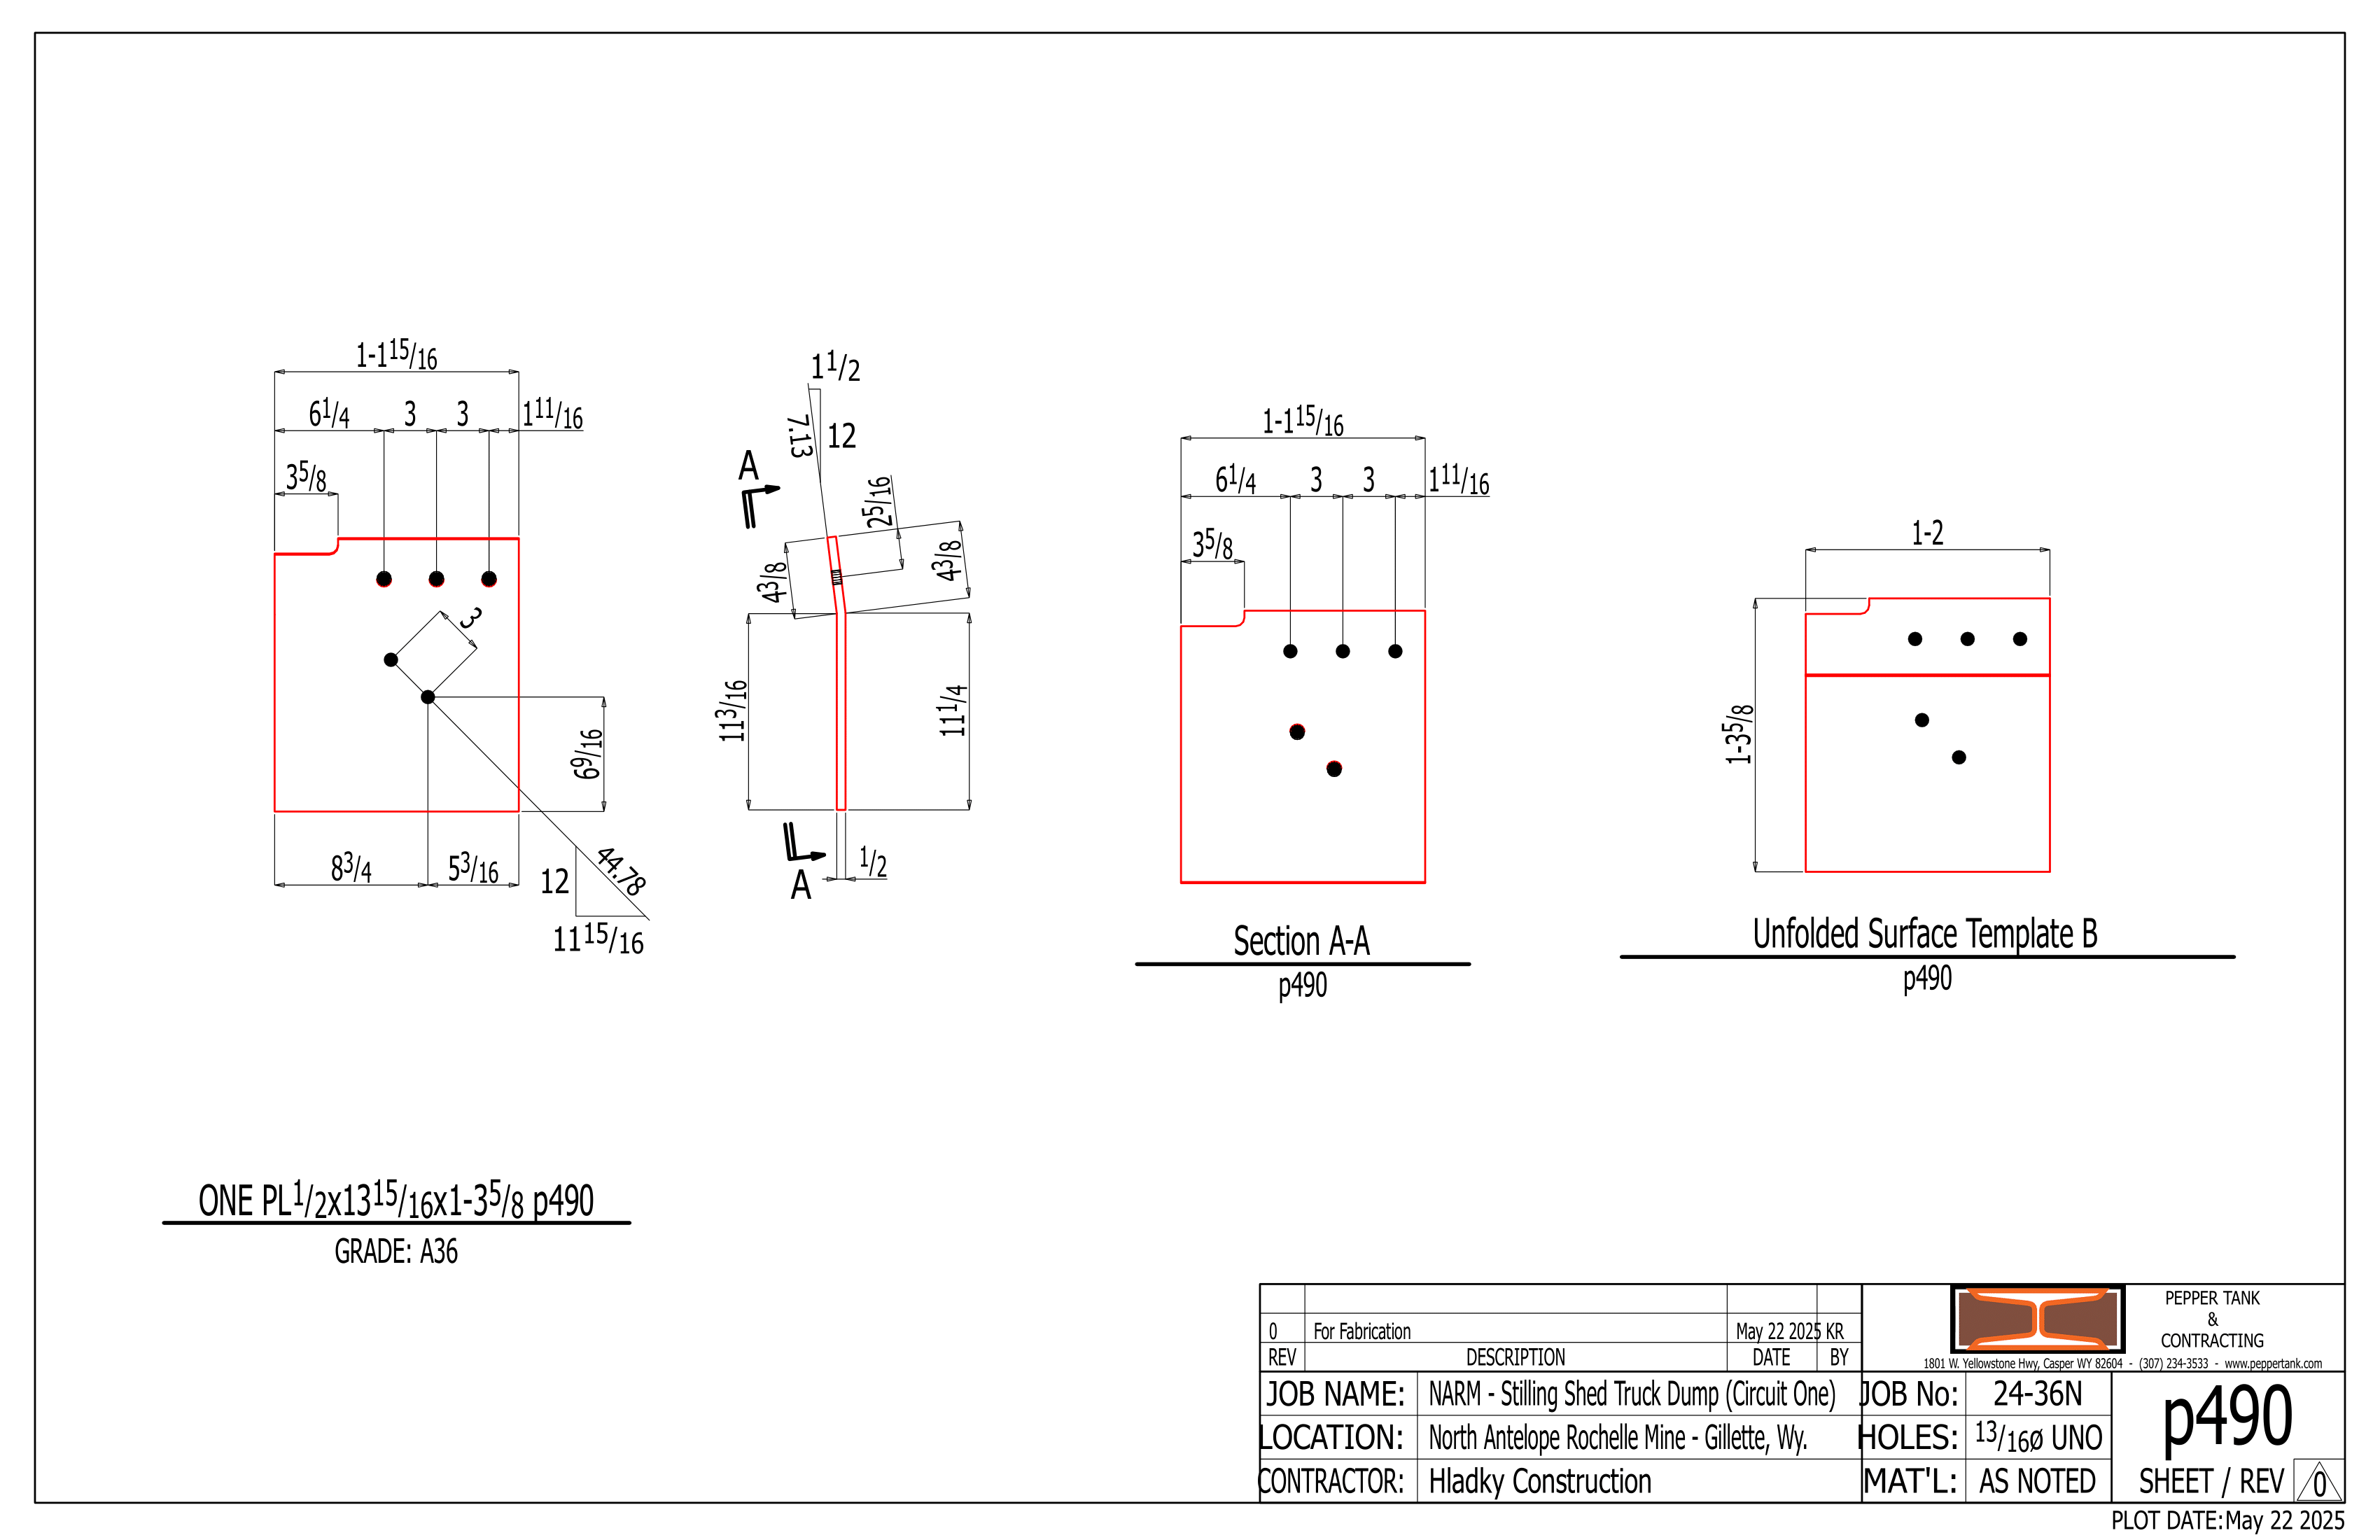 1-1 15/16
6 1/4 3 3 1 11/16
3 5/8
3
6 9/16
8 3/4 5 3/16
12
44.78
11 15/16
1 1/2
7.13
12
A
2 5/16
4 3/8
4 3/8
11 3/16
11 1/4
1/2
A
1-1 15/16
6 1/4 3 3 1 11/16
3 5/8
Section A-A
p490
1-2
1-3 5/8
Unfolded Surface Template B
p490
ONE PL1/2x13 15/16x1-3 5/8 p490
GRADE: A36
0 For Fabrication May 22 2025 KR
REV DESCRIPTION DATE BY
PEPPER TANK
&
CONTRACTING
1801 W. Yellowstone Hwy, Casper WY 82604 - (307) 234-3533 - www.peppertank.com
JOB NAME: NARM - Stilling Shed Truck Dump (Circuit One)
LOCATION: North Antelope Rochelle Mine - Gillette, Wy.
CONTRACTOR: Hladky Construction
JOB No: 24-36N
HOLES: 13/16ø UNO
MAT'L: AS NOTED
p490
SHEET / REV 0
PLOT DATE:May 22 2025